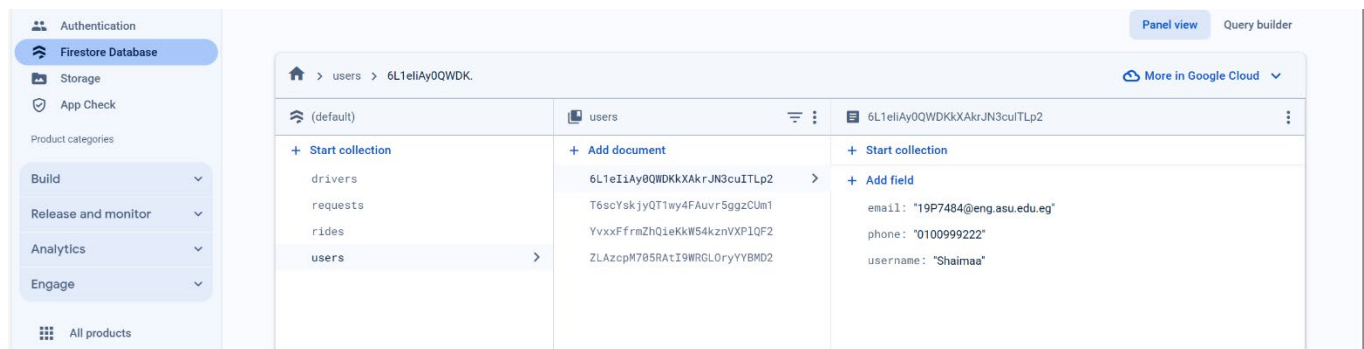 Authentication
Firestore Database
Storage
App Check
Product categories
Build
Release and monitor
Analytics
Engage
All products
Panel view
Query builder
> users > 6L1eIiAy0QWDK.
More in Google Cloud
(default)
+ Start collection
drivers
requests
rides
users
users
+ Add document
6L1eIiAy0QWDKkXAkrJN3cuITLp2
T6scYskjyQT1wy4FAuvr5ggzCUm1
YvxxFfrmZhQieKkW54kznVXPlQF2
ZLAzcpM705RAtI9WRGLOryYYBMD2
6L1eIiAy0QWDKkXAkrJN3cuITLp2
+ Start collection
+ Add field
email: "19P7484@eng.asu.edu.eg"
phone: "0100999222"
username: "Shaimaa"